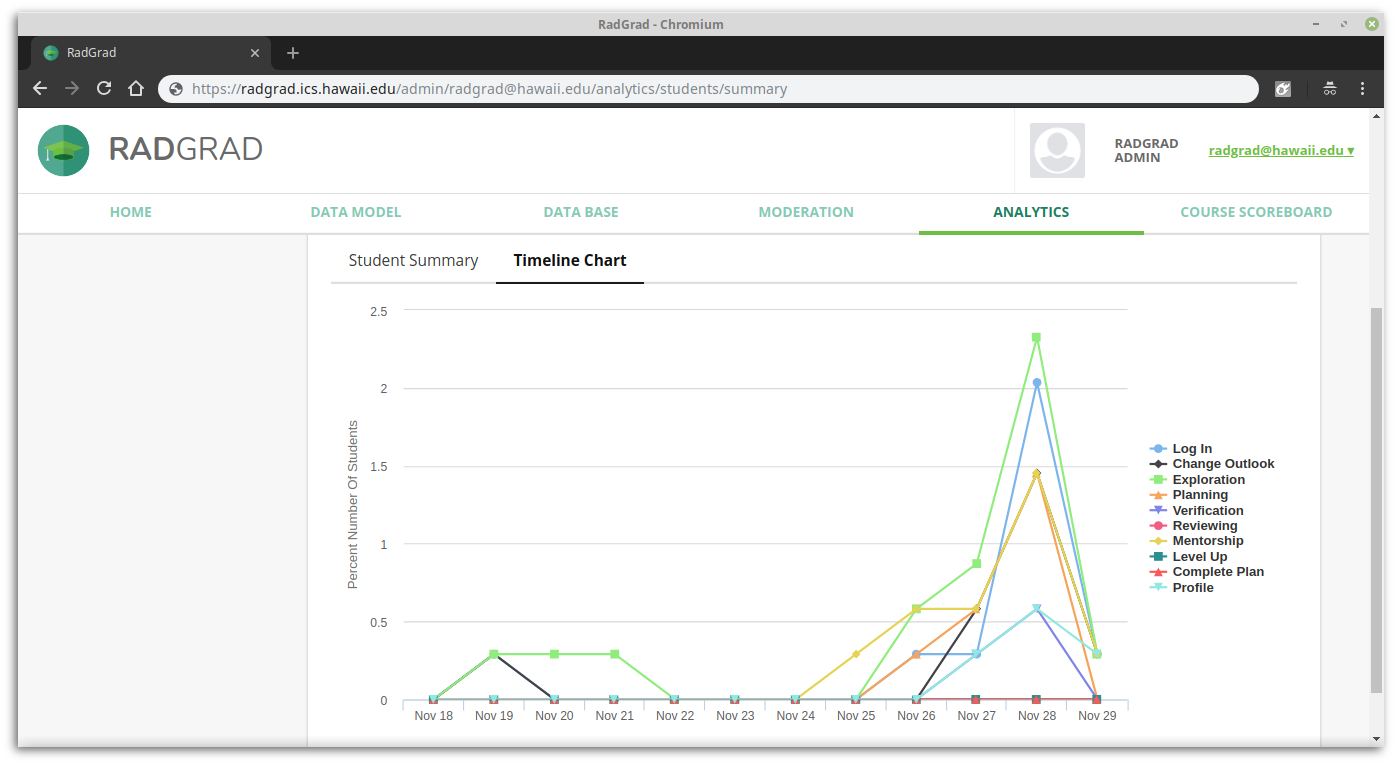 RadGrad - Chromium
RadGrad
https://radgrad.ics.hawaii.edu/admin/radgrad@hawaii.edu/analytics/students/summary
RADGRAD
RADGRAD
ADMIN
radgrad@hawaii.edu ▾
HOME DATA MODEL DATA BASE MODERATION ANALYTICS COURSE SCOREBOARD
Student Summary Timeline Chart
Percent Number Of Students
2.5
2
1.5
1
0.5
0
Nov 18 Nov 19 Nov 20 Nov 21 Nov 22 Nov 23 Nov 24 Nov 25 Nov 26 Nov 27 Nov 28 Nov 29
Log In
Change Outlook
Exploration
Planning
Verification
Reviewing
Mentorship
Level Up
Complete Plan
Profile